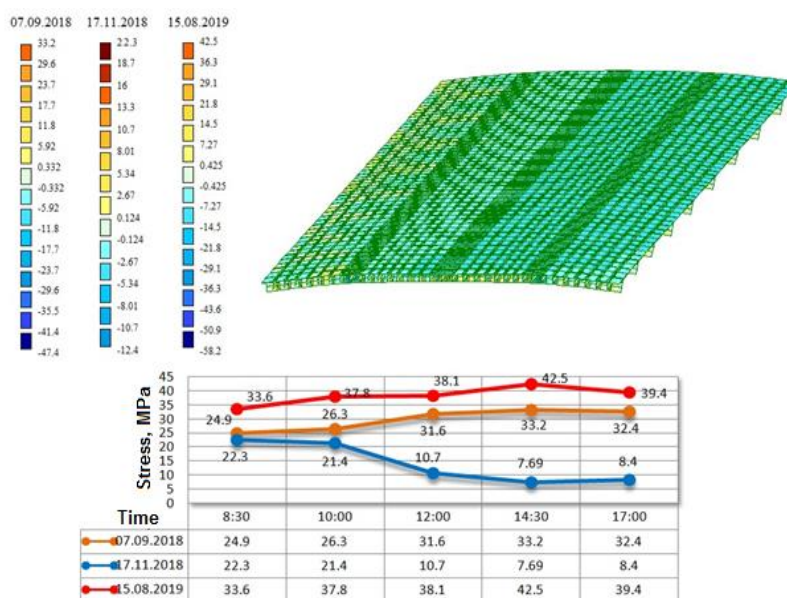 07.09.2018 17.11.2018 15.08.2019
33.2 22.3 42.5
29.6 18.7 36.3
23.7 16 29.1
17.7 13.3 21.8
11.8 10.7 14.5
5.92 8.01 7.27
0.332 5.34 0.425
-0.332 2.67 -0.425
-5.92 0.124 -7.27
-11.8 -0.124 -14.5
-17.7 -2.67 -21.8
-23.7 -5.34 -29.1
-29.6 -8.01 -36.3
-35.5 -10.7 -43.6
-41.4 -12.4 -50.9
-47.4 -58.2
45
40
35
30
25
20
15
10
5
0
Stress, MPa
33.6 37.8 38.1 42.5 39.4
24.9 26.3 31.6 33.2 32.4
22.3 21.4 10.7 7.69 8.4
Time 8:30 10:00 12:00 14:30 17:00
07.09.2018 24.9 26.3 31.6 33.2 32.4
17.11.2018 22.3 21.4 10.7 7.69 8.4
15.08.2019 33.6 37.8 38.1 42.5 39.4